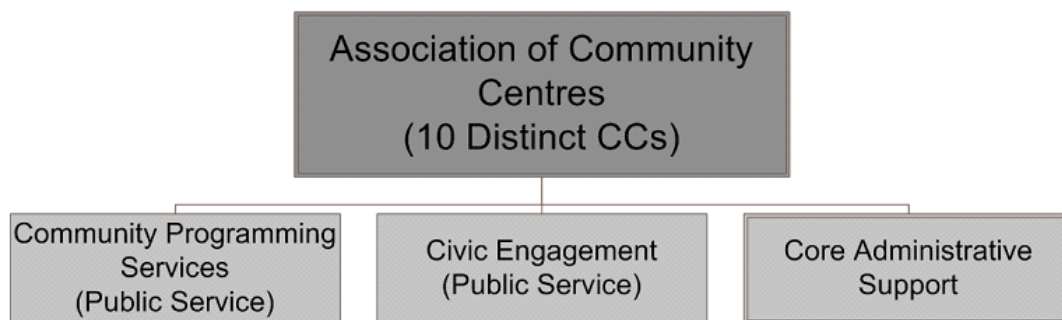 Association of Community
Centres
(10 Distinct CCs)
Community Programming
Services
(Public Service)
Civic Engagement
(Public Service)
Core Administrative
Support